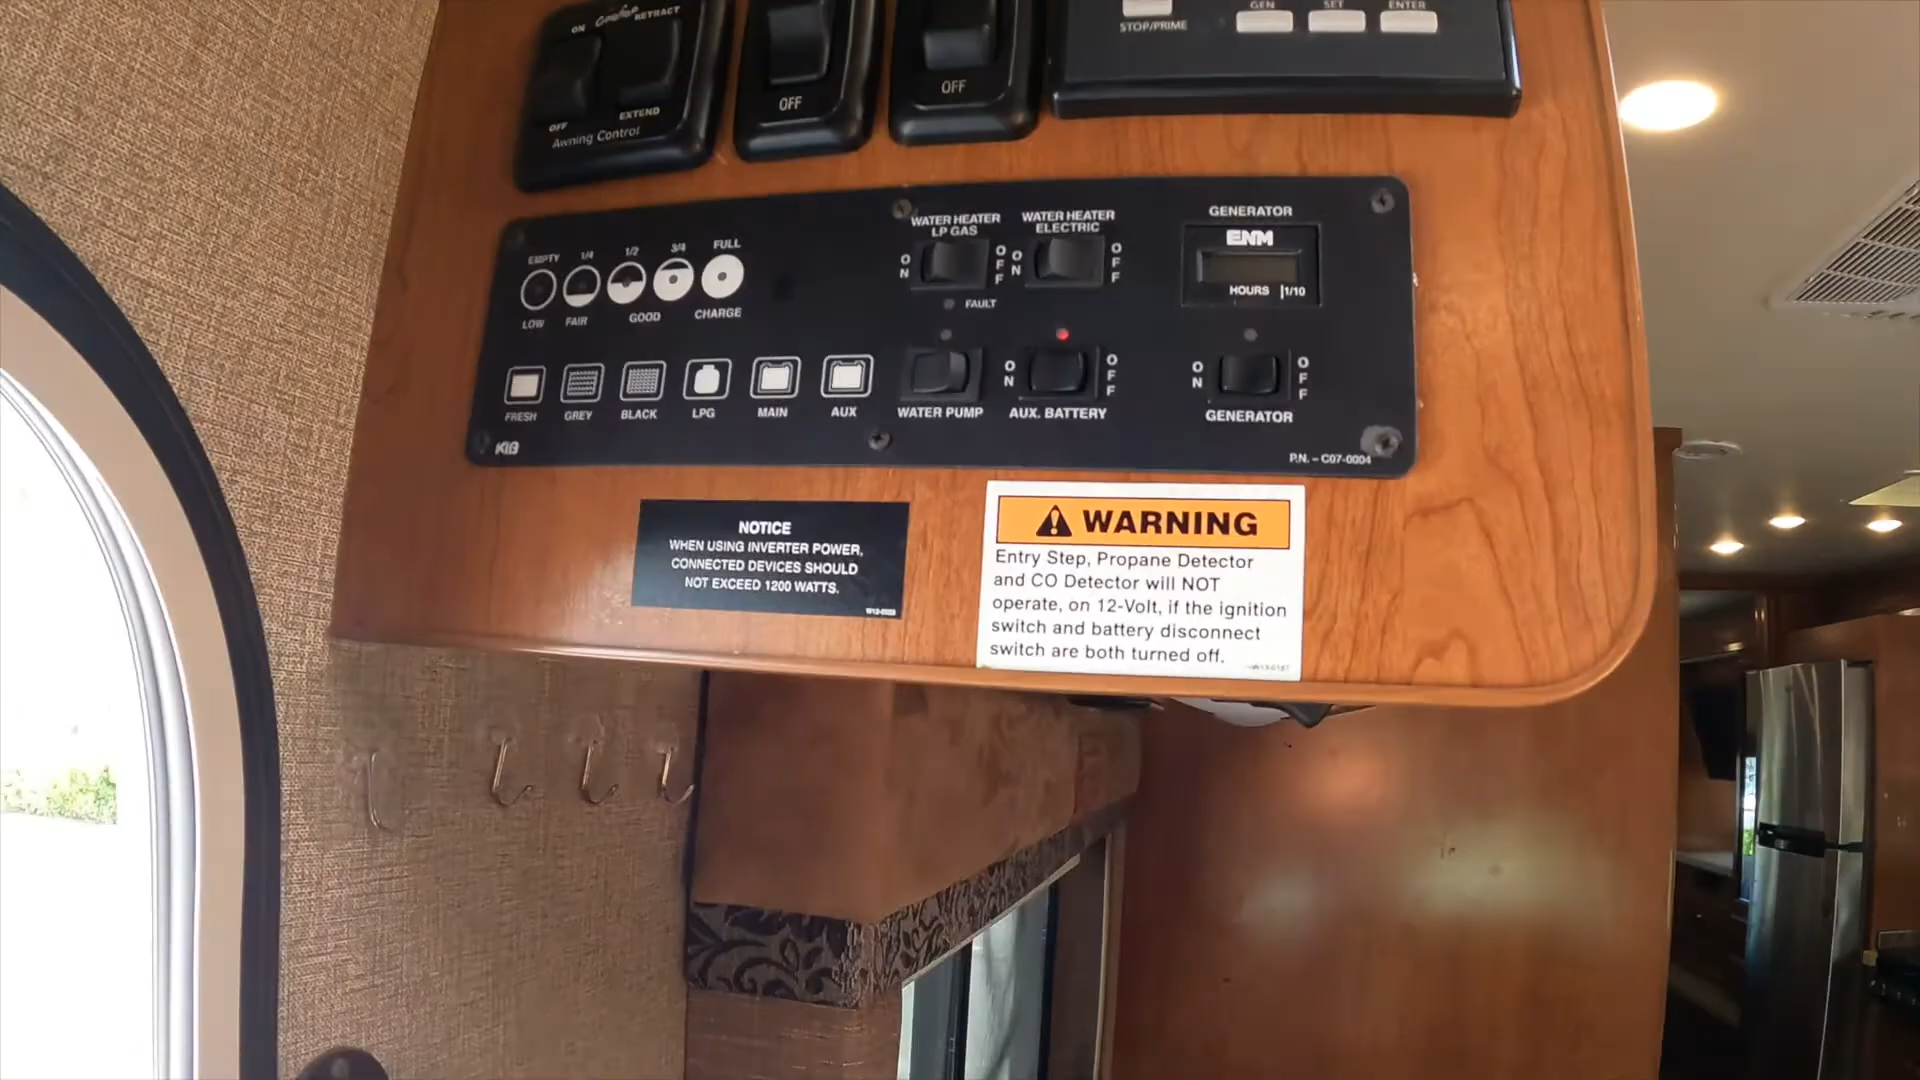 ON
RETRACT
OFF
EXTEND
Awning Control
OFF
OFF
STOP/PRIME
GEN
SET
ENTER
EMPTY 1/4 1/2 3/4 FULL
LOW FAIR GOOD CHARGE
FRESH GREY BLACK LPG MAIN AUX
KIB
WATER HEATER
LP GAS
ON
OFF
FAULT
WATER HEATER
ELECTRIC
ON
OFF
GENERATOR
ENM
HOURS 1/10
WATER PUMP
ON
OFF
AUX. BATTERY
ON
OFF
GENERATOR
P.N. - C07-0004
NOTICE
WHEN USING INVERTER POWER,
CONNECTED DEVICES SHOULD
NOT EXCEED 1200 WATTS.
WARNING
Entry Step, Propane Detector
and CO Detector will NOT
operate, on 12-Volt, if the ignition
switch and battery disconnect
switch are both turned off.